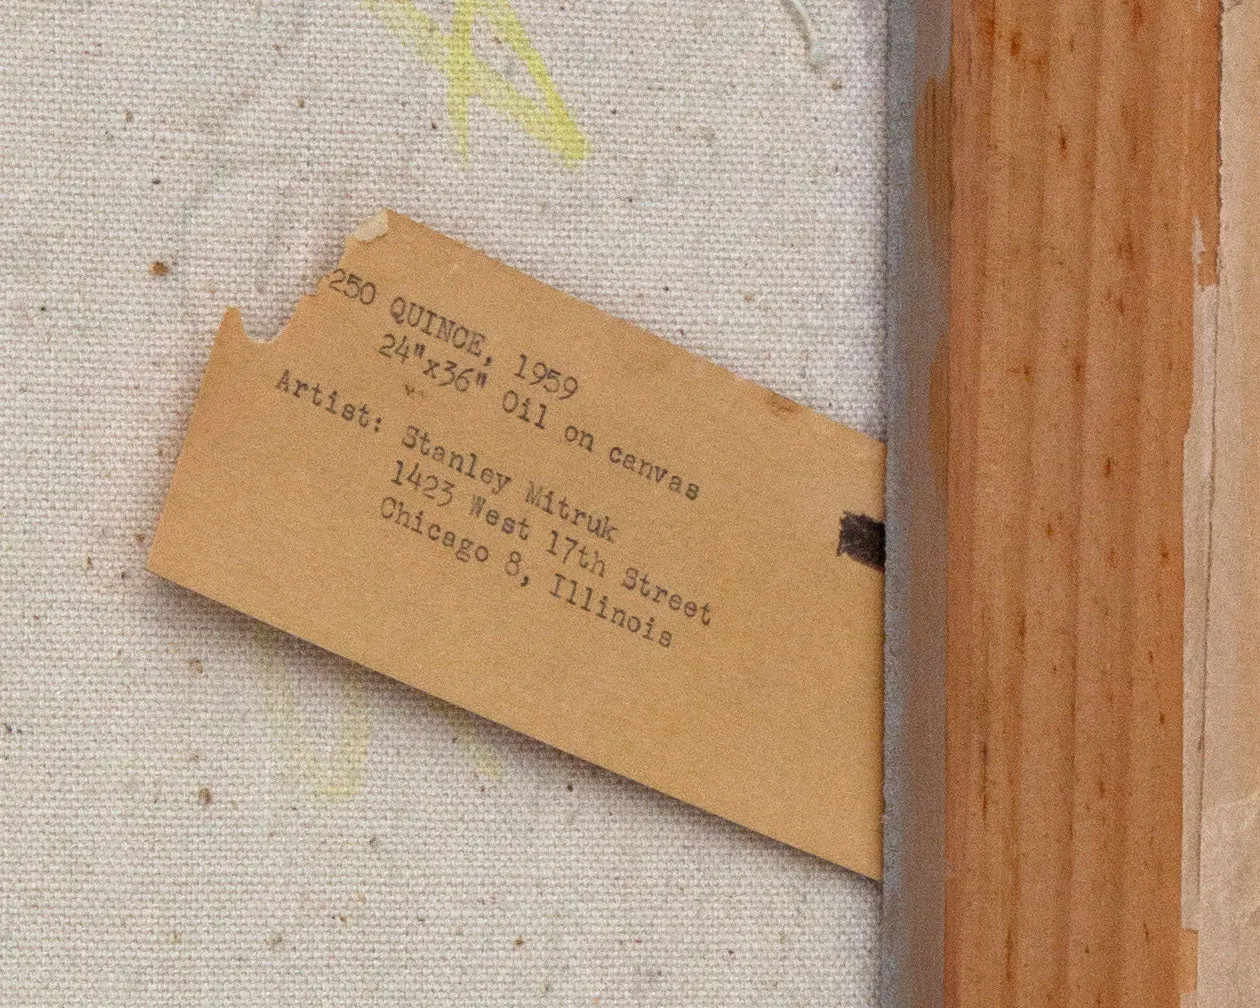 250 QUINCE, 1959
24"x36" Oil on canvas
Artist: Stanley Mitruk
1423 West 17th Street
Chicago 8, Illinois